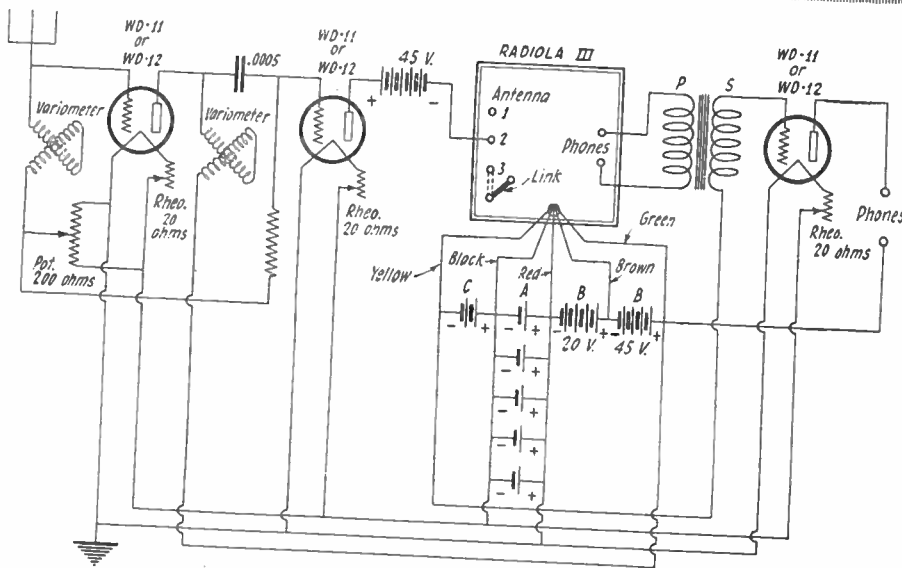 WD-11
or
WD-12
Variometer
Rheo.
20 ohms
Pot.
200 ohms
.0005
Variometer
WD-11
or
WD-12
Rheo.
20 ohms
45 V.
+ -
RADIOLA III
Antenna
1
2
3
Link
Phones
P S
WD-11
or
WD-12
Rheo.
20 ohms
Phones
Yellow
Black
Red
Green
Brown
C A B B
- + - + - + - +
20 V. 45 V.
- +
- +
- +
- +